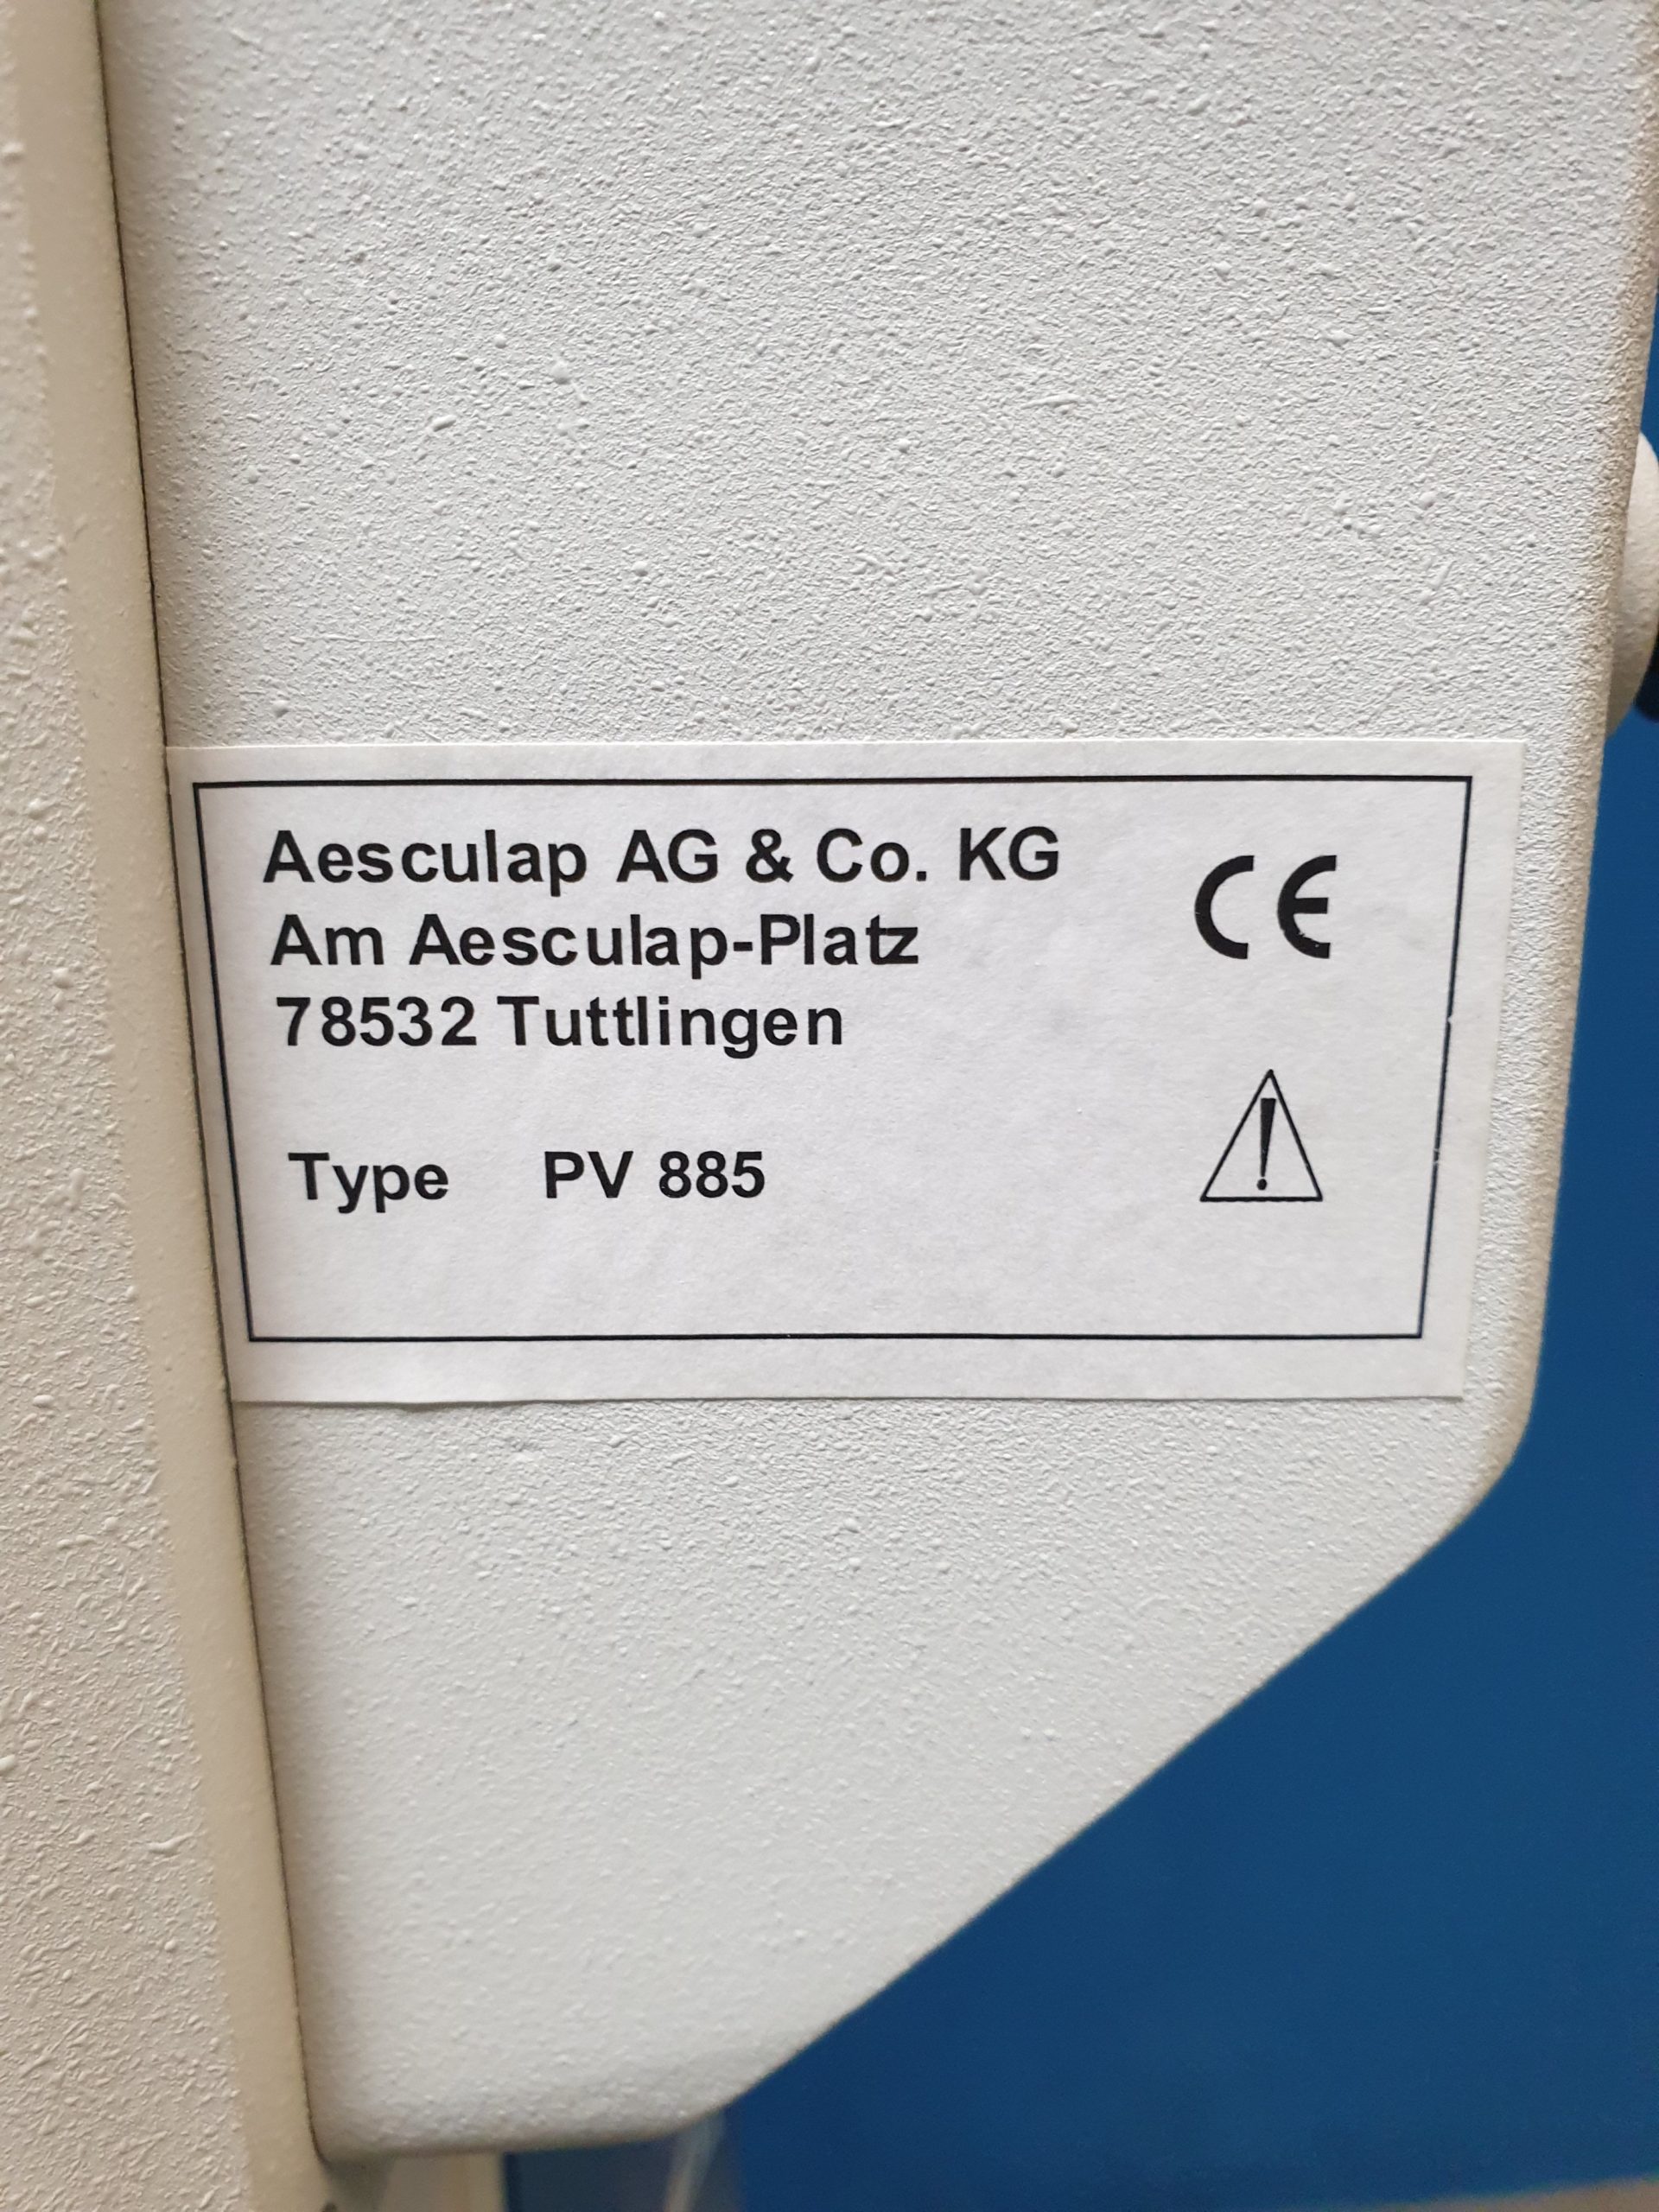 Aesculap AG & Co. KG
Am Aesculap-Platz
78532 Tuttlingen
Type PV 885
CE